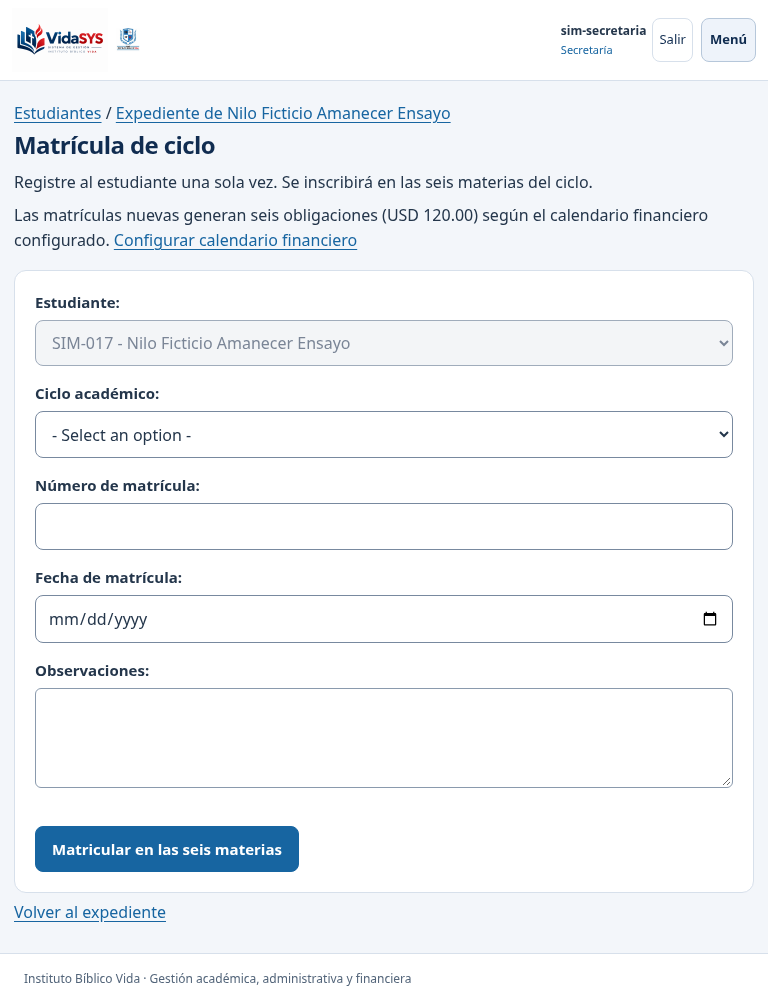 VidaSYS
sim-secretaria
Secretaría
Salir
Menú
Estudiantes / Expediente de Nilo Ficticio Amanecer Ensayo
Matrícula de ciclo
Registre al estudiante una sola vez. Se inscribirá en las seis materias del ciclo.
Las matrículas nuevas generan seis obligaciones (USD 120.00) según el calendario financiero
configurado. Configurar calendario financiero
Estudiante:
SIM-017 - Nilo Ficticio Amanecer Ensayo
Ciclo académico:
- Select an option -
Número de matrícula:
Fecha de matrícula:
mm/dd/yyyy
Observaciones:
Matricular en las seis materias
Volver al expediente
Instituto Bíblico Vida · Gestión académica, administrativa y financiera